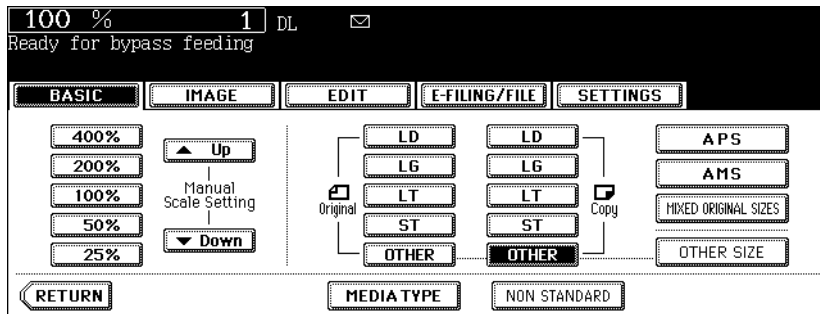 100 % 1 DL
Ready for bypass feeding
BASIC IMAGE EDIT E-FILING/FILE SETTINGS
400% ▲ Up LD LD APS
200% LG LG AMS
100% Manual Scale Setting Original LT LT Copy MIXED ORIGINAL SIZES
50% ST ST
25% ▼ Down OTHER OTHER OTHER SIZE
RETURN MEDIA TYPE NON STANDARD